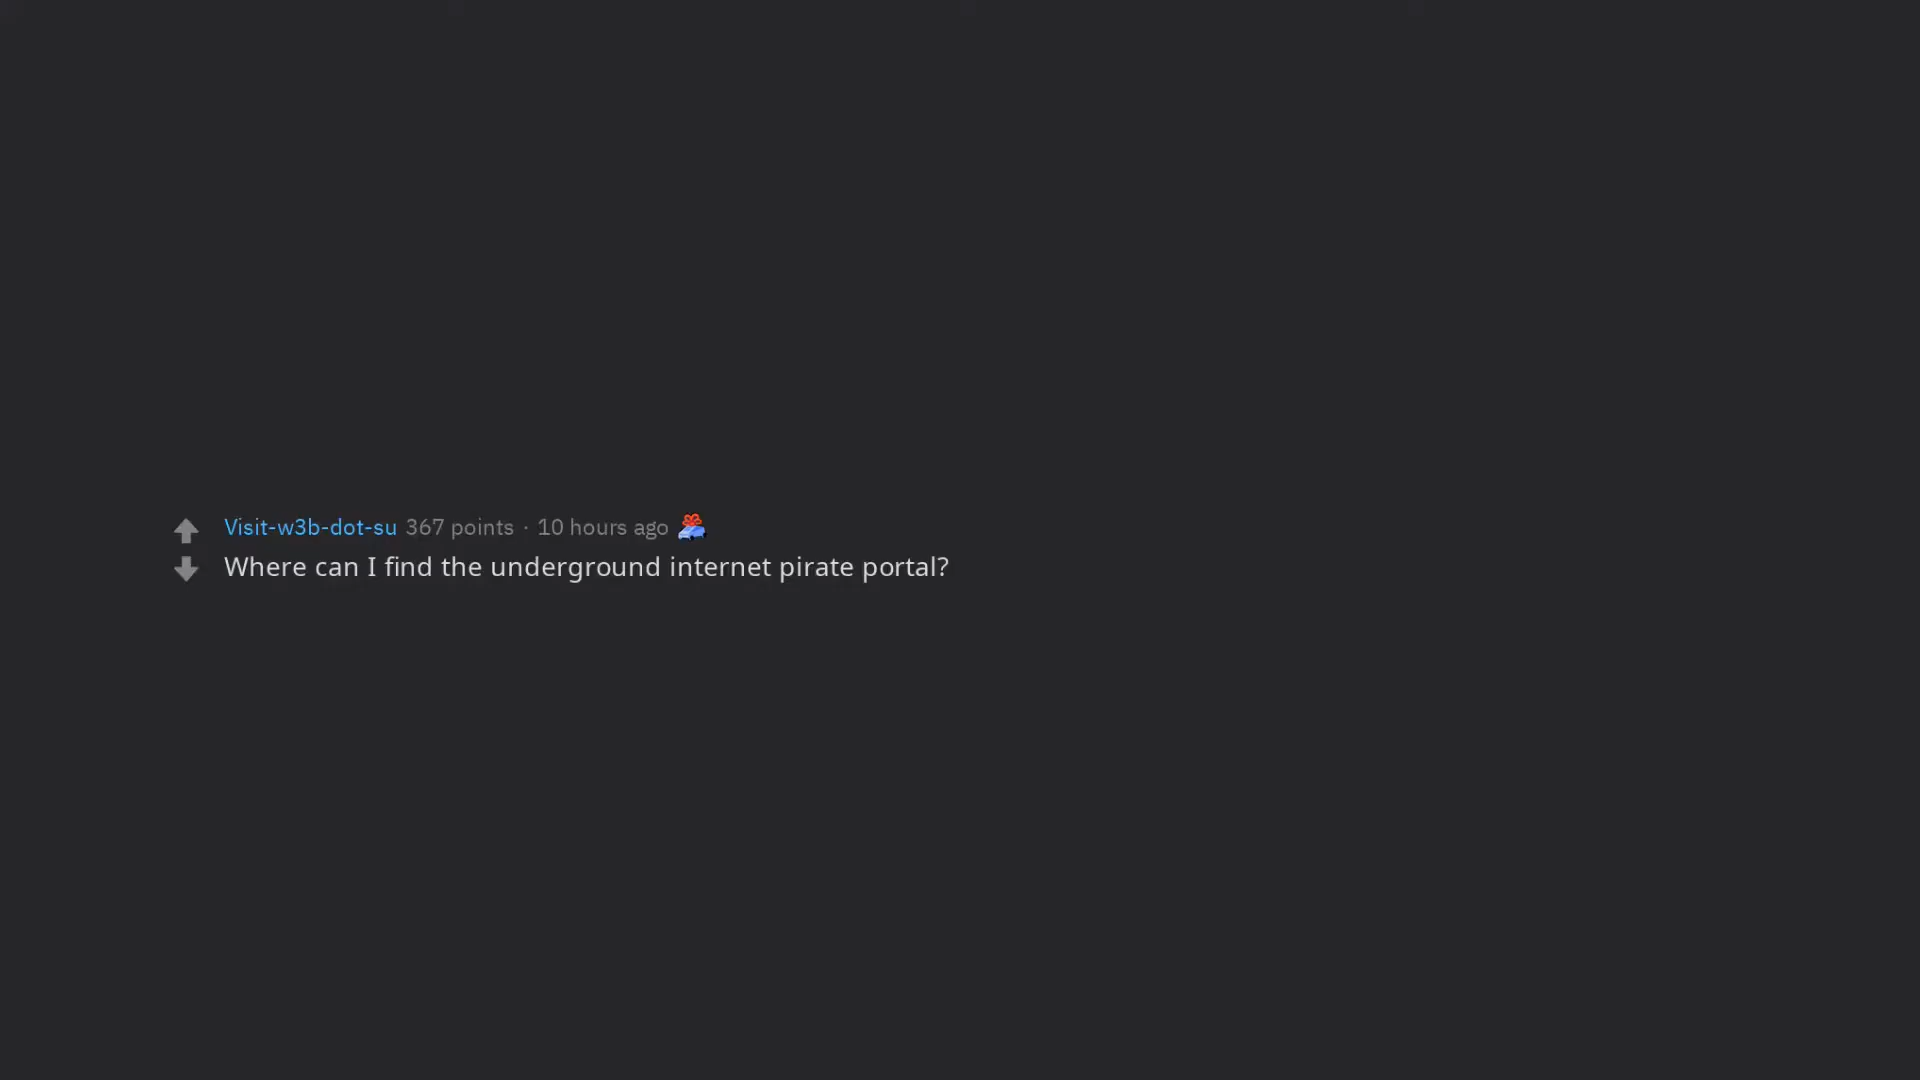 Visit-w3b-dot-su 367 points · 10 hours ago
Where can I find the underground internet pirate portal?